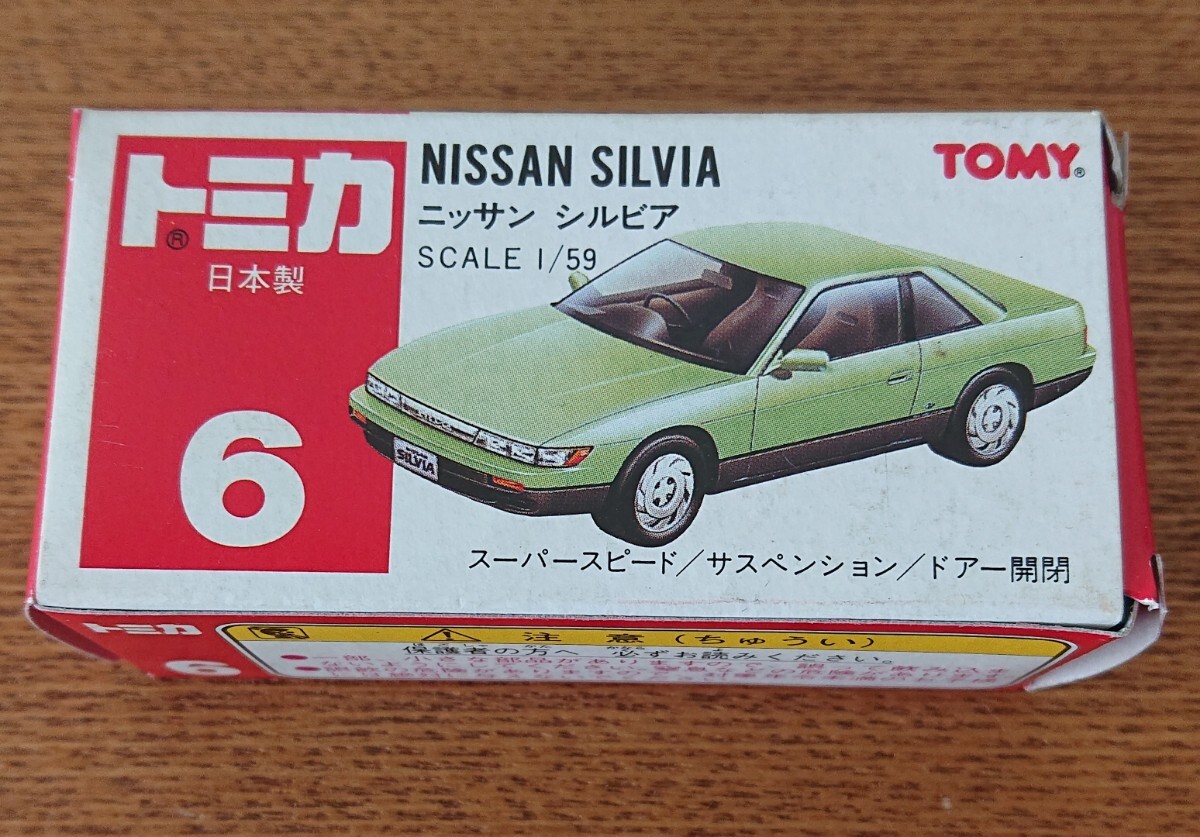 トミカ®
日本製
6
NISSAN SILVIA
ニッサン シルビア
SCALE 1/59
TOMY®
SILVIA
スーパースピード/サスペンション/ドアー開閉
トミカ
6
注意(ちゅうい)
保護者の方へ 必ずお読みください。